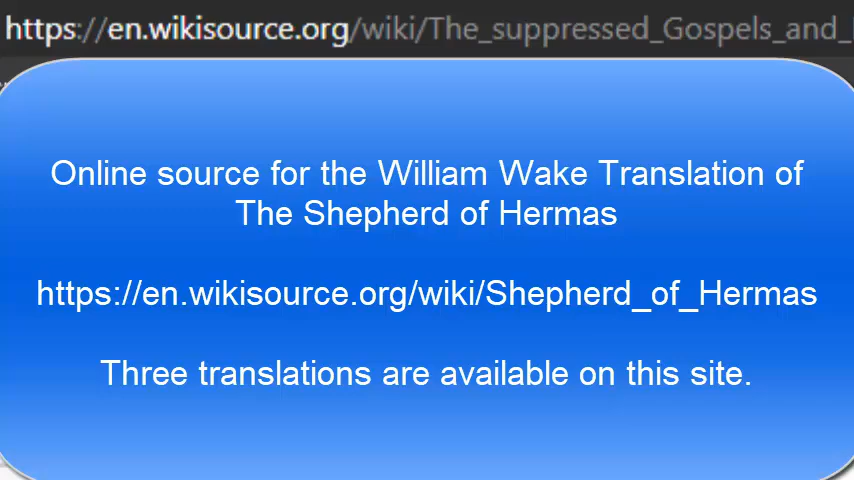 https://en.wikisource.org/wiki/The_suppressed_Gospels_and_
Online source for the William Wake Translation of
The Shepherd of Hermas
https://en.wikisource.org/wiki/Shepherd_of_Hermas
Three translations are available on this site.